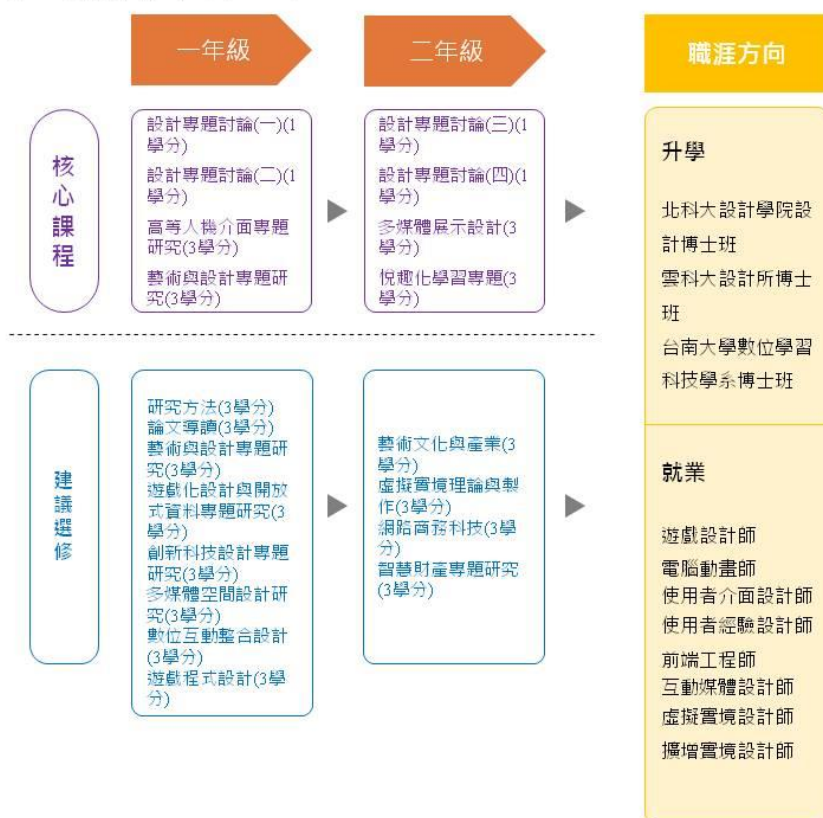 一年級
二年級
職涯方向
核
心
課
程
設計專題討論(一)(1
學分)
設計專題討論(二)(1
學分)
高等人機介面專題
研究(3學分)
藝術與設計專題研
究(3學分)
設計專題討論(三)(1
學分)
設計專題討論(四)(1
學分)
多媒體展示設計(3
學分)
悅趣化學習專題(3
學分)
建
議
選
修
研究方法(3學分)
論文導讀(3學分)
藝術與設計專題研
究(3學分)
遊戲化設計與開放
式資料專題研究(3
學分)
創新科技設計專題
研究(3學分)
多媒體空間設計研
究(3學分)
數位互動整合設計
(3學分)
遊戲程式設計(3學
分)
藝術文化與產業(3
學分)
虛擬實境理論與製
作(3學分)
網路商務科技(3學
分)
智慧財產專題研究
(3學分)
升學
北科大設計學院設
計博士班
雲科大設計所博士
班
台南大學數位學習
科技學系博士班
就業
遊戲設計師
電腦動畫師
使用者介面設計師
使用者經驗設計師
前端工程師
互動媒體設計師
虛擬實境設計師
擴增實境設計師